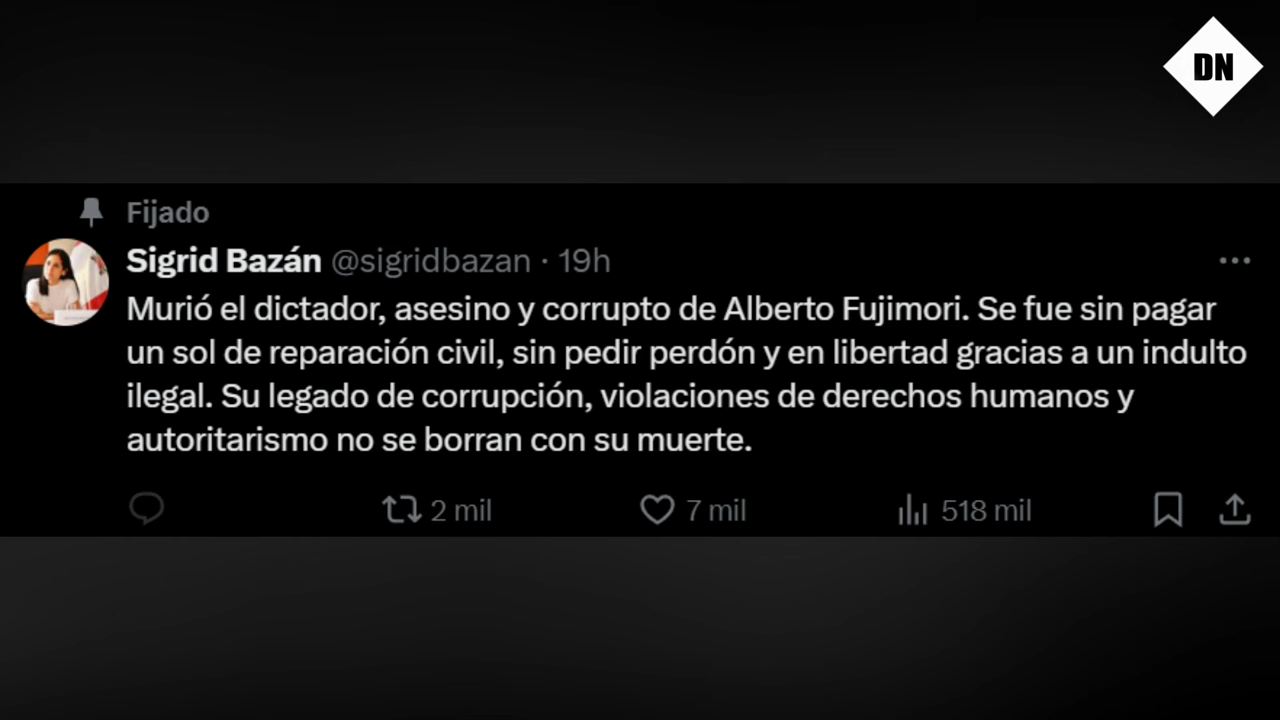 DN
Fijado
Sigrid Bazán @sigridbazan · 19h
Murió el dictador, asesino y corrupto de Alberto Fujimori. Se fue sin pagar
un sol de reparación civil, sin pedir perdón y en libertad gracias a un indulto
ilegal. Su legado de corrupción, violaciones de derechos humanos y
autoritarismo no se borran con su muerte.
2 mil 7 mil 518 mil